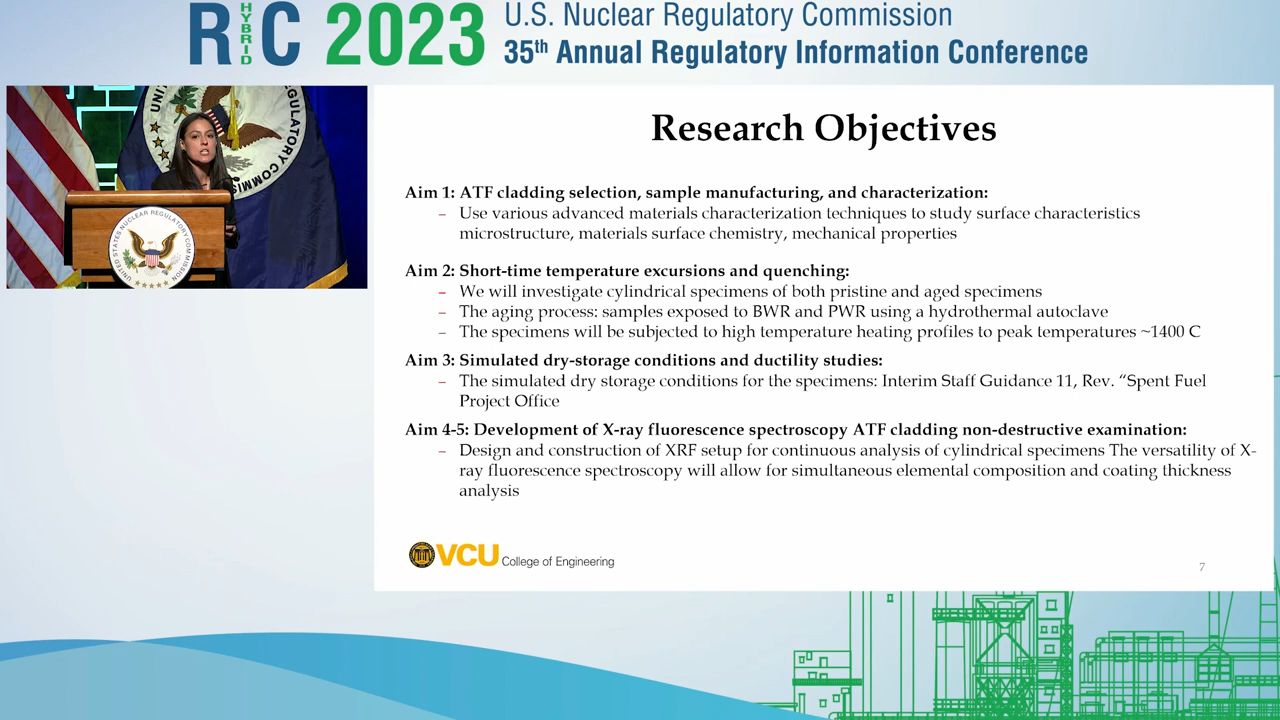 RIC 2023
HYBRID
U.S. Nuclear Regulatory Commission
35th Annual Regulatory Information Conference
UNITED STATES NUCLEAR REGULATORY COMMISSION
Research Objectives
Aim 1: ATF cladding selection, sample manufacturing, and characterization:
– Use various advanced materials characterization techniques to study surface characteristics
microstructure, materials surface chemistry, mechanical properties
Aim 2: Short-time temperature excursions and quenching:
– We will investigate cylindrical specimens of both pristine and aged specimens
– The aging process: samples exposed to BWR and PWR using a hydrothermal autoclave
– The specimens will be subjected to high temperature heating profiles to peak temperatures ~1400 C
Aim 3: Simulated dry-storage conditions and ductility studies:
– The simulated dry storage conditions for the specimens: Interim Staff Guidance 11, Rev. “Spent Fuel
Project Office
Aim 4-5: Development of X-ray fluorescence spectroscopy ATF cladding non-destructive examination:
– Design and construction of XRF setup for continuous analysis of cylindrical specimens The versatility of X-
ray fluorescence spectroscopy will allow for simultaneous elemental composition and coating thickness
analysis
VCU College of Engineering
7